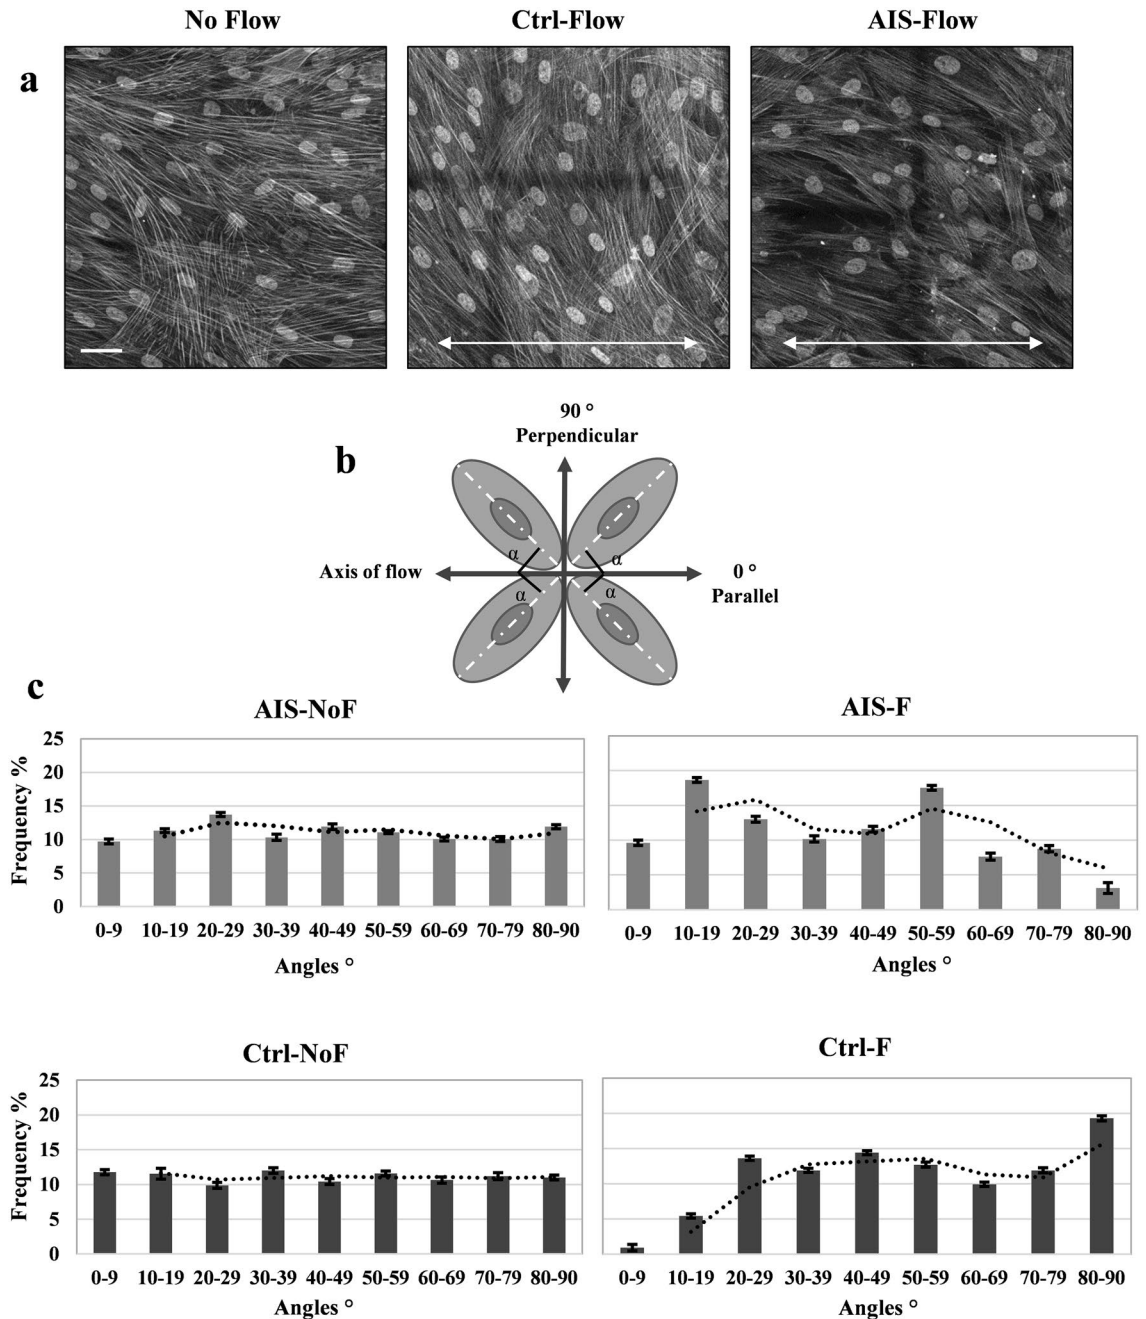 No Flow Ctrl-Flow AIS-Flow
a
b
90 °
Perpendicular
α α
Axis of flow
0 °
Parallel
α α
c
AIS-NoF
Frequency %
25
20
15
10
5
0
0-9 10-19 20-29 30-39 40-49 50-59 60-69 70-79 80-90
Angles °
AIS-F
0-9 10-19 20-29 30-39 40-49 50-59 60-69 70-79 80-90
Angles °
Ctrl-NoF
Frequency %
25
20
15
10
5
0
0-9 10-19 20-29 30-39 40-49 50-59 60-69 70-79 80-90
Angles °
Ctrl-F
0-9 10-19 20-29 30-39 40-49 50-59 60-69 70-79 80-90
Angles °